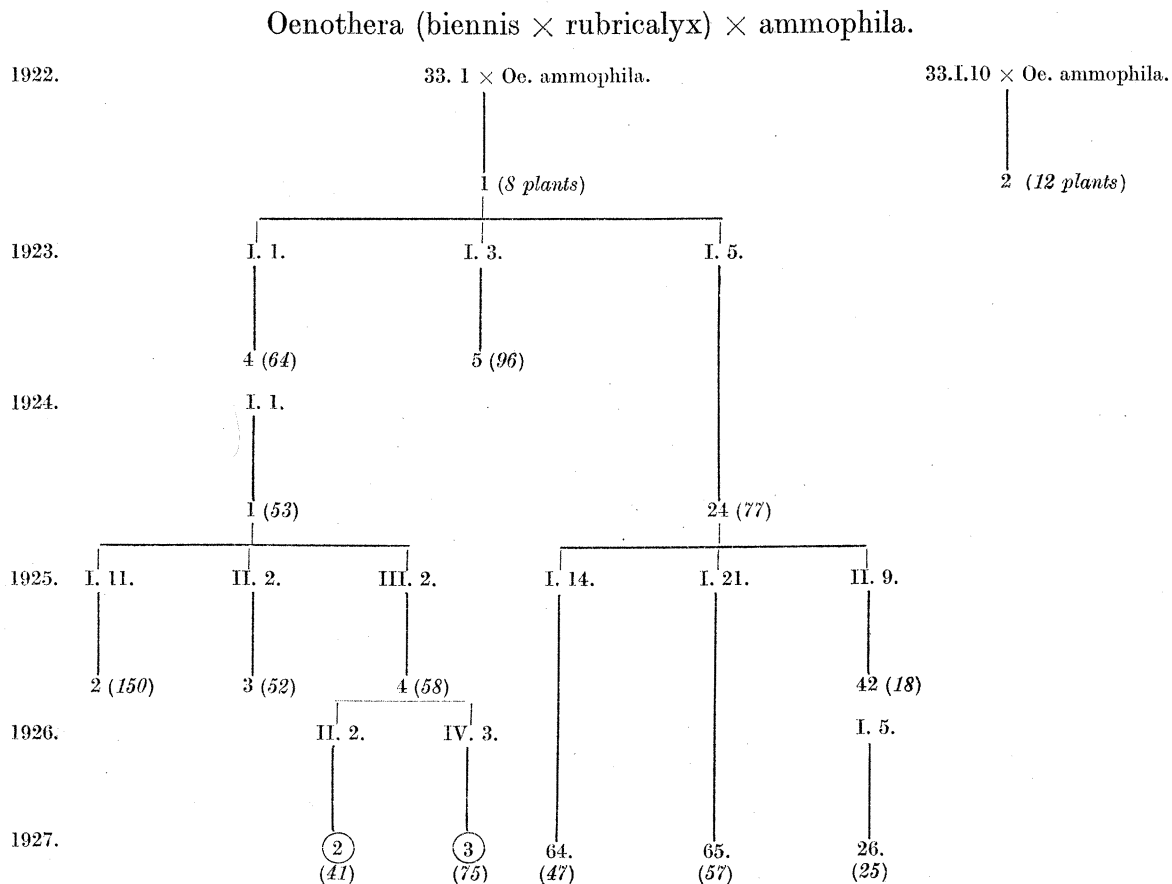 Oenothera (biennis × rubricalyx) × ammophila.
1922. 33. 1 × Oe. ammophila. 33.I.10 × Oe. ammophila.
1 (8 plants) 2 (12 plants)
1923. I. 1. I. 3. I. 5.
4 (64) 5 (96)
1924. I. 1.
1 (53) 24 (77)
1925. I. 11. II. 2. III. 2. I. 14. I. 21. II. 9.
2 (150) 3 (52) 4 (58) 42 (18)
1926. II. 2. IV. 3. I. 5.
1927. 2 3 64. 65. 26.
(41) (75) (47) (57) (25)